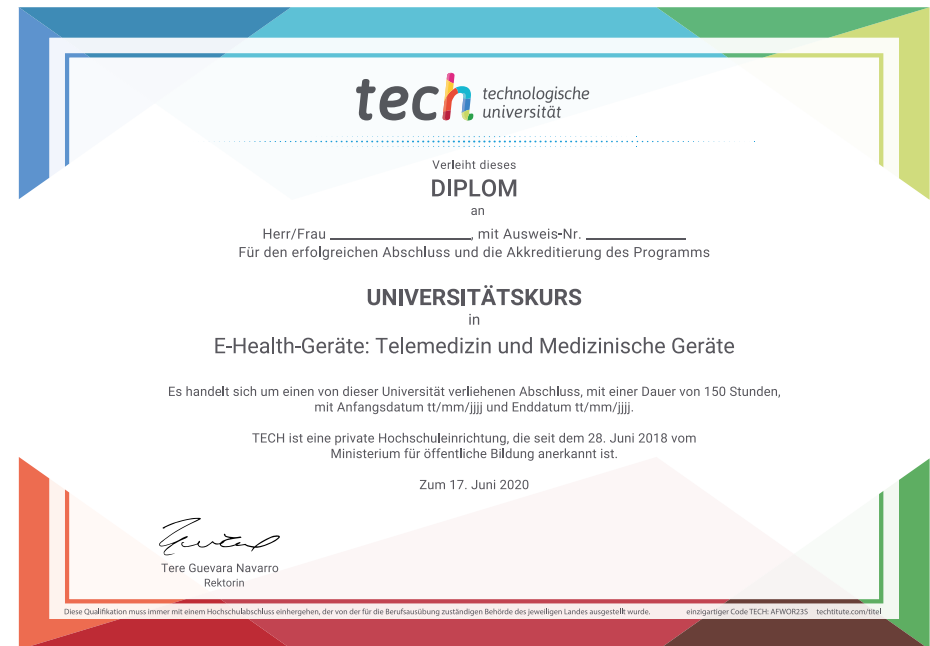 tech technologische
universität
Verleiht dieses
DIPLOM
an
Herr/Frau ____________, mit Ausweis-Nr. ____________
Für den erfolgreichen Abschluss und die Akkreditierung des Programms
UNIVERSITÄTSKURS
in
E-Health-Geräte: Telemedizin und Medizinische Geräte
Es handelt sich um einen von dieser Universität verliehenen Abschluss, mit einer Dauer von 150 Stunden,
mit Anfangsdatum tt/mm/jjjj und Enddatum tt/mm/jjjj.
TECH ist eine private Hochschuleinrichtung, die seit dem 28. Juni 2018 vom
Ministerium für öffentliche Bildung anerkannt ist.
Zum 17. Juni 2020
Tere Guevara Navarro
Rektorin
Diese Qualifikation muss immer mit einem Hochschulabschluss einhergehen, der von der für die Berufsausübung zuständigen Behörde des jeweiligen Landes ausgestellt wurde. einzigartiger Code TECH: AFWOR23S techtitute.com/titel